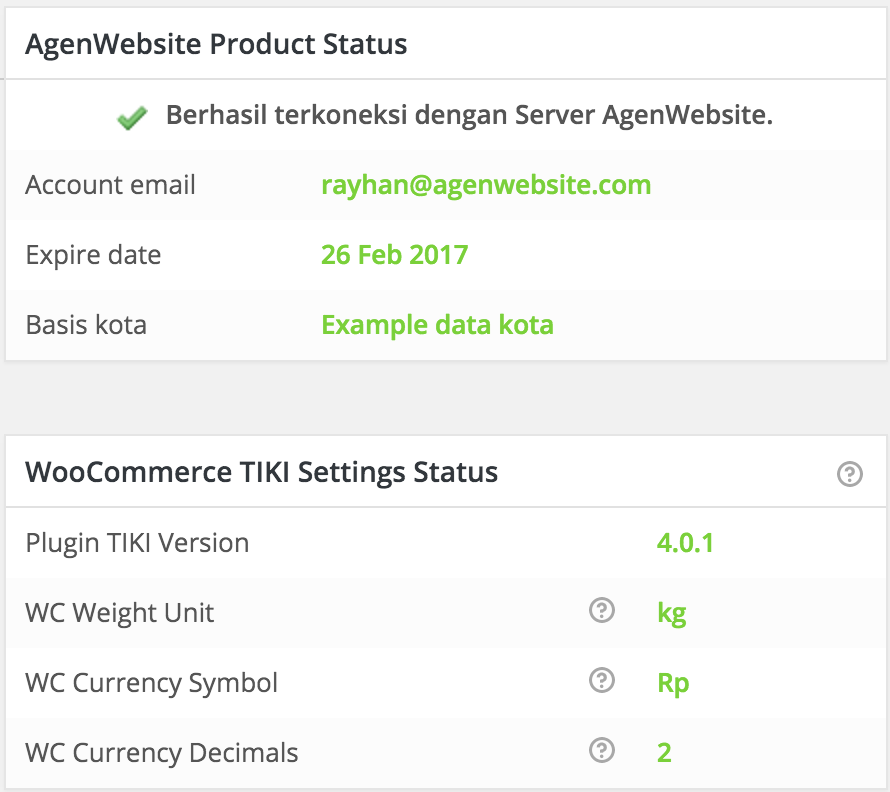 AgenWebsite Product Status
Berhasil terkoneksi dengan Server AgenWebsite.
Account email rayhan@agenwebsite.com
Expire date 26 Feb 2017
Basis kota Example data kota
WooCommerce TIKI Settings Status ?
Plugin TIKI Version 4.0.1
WC Weight Unit ? kg
WC Currency Symbol ? Rp
WC Currency Decimals ? 2